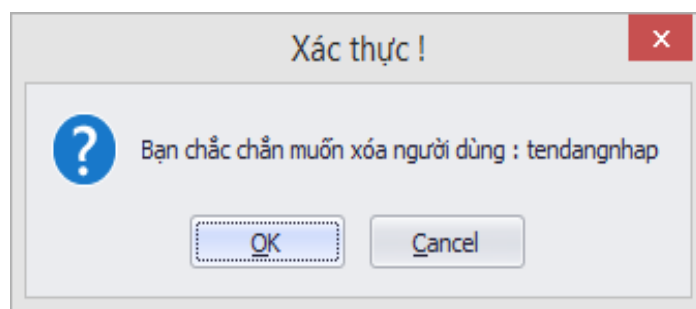 Xác thực !
Bạn chắc chắn muốn xóa người dùng : tendangnhap
OK
Cancel